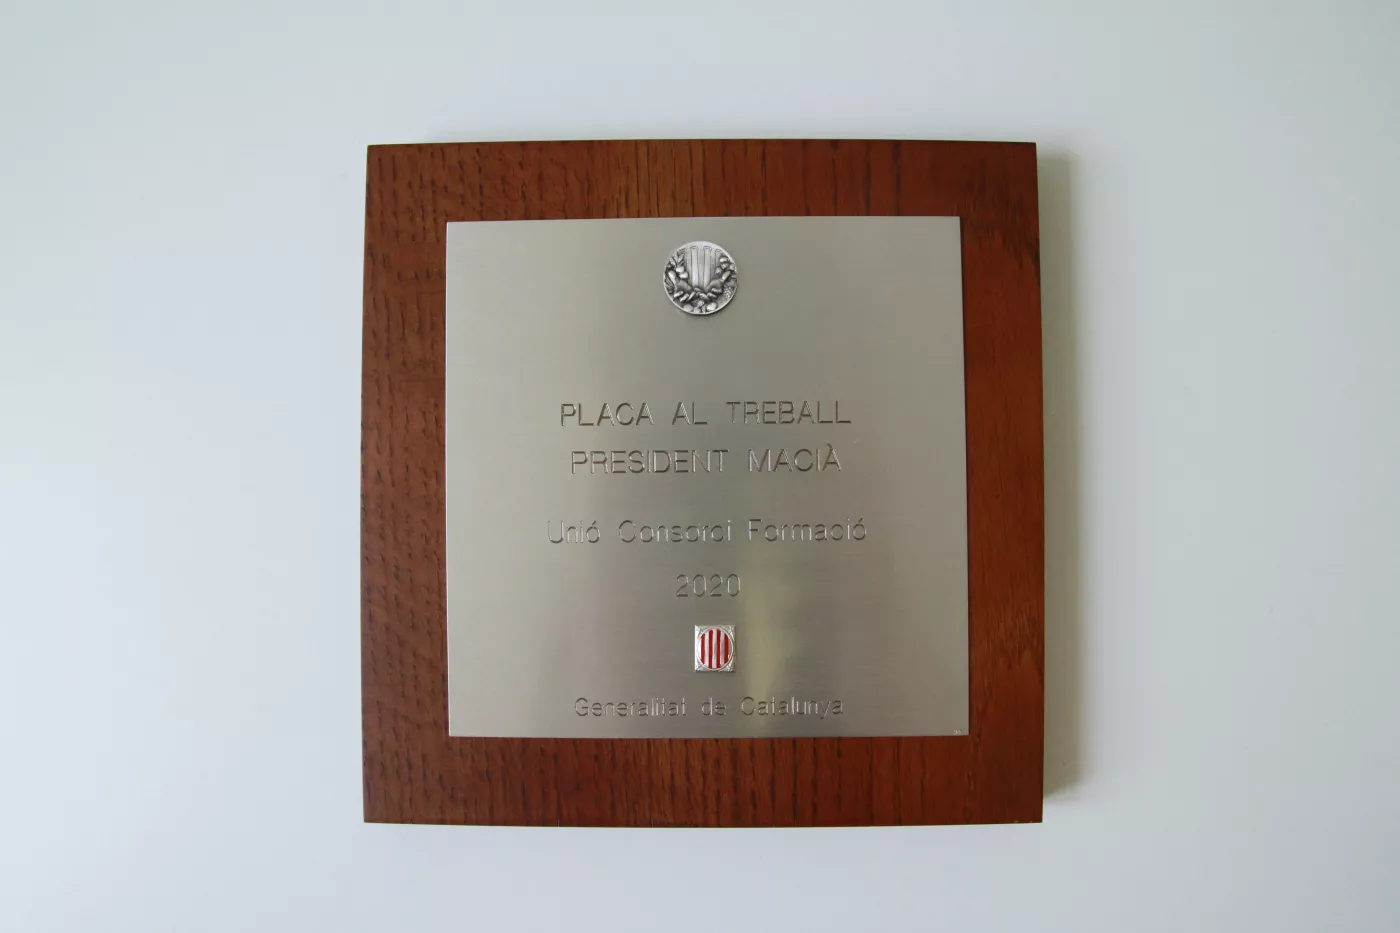 PLACA AL TREBALL
PRESIDENT MACIÀ
Unió Consorci Formació
2020
Generalitat de Catalunya